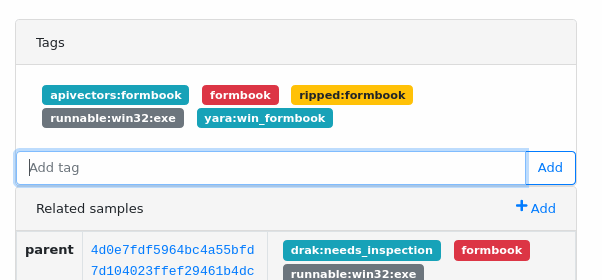 Tags
apivectors:formbook formbook ripped:formbook
runnable:win32:exe yara:win_formbook
Add tag Add
Related samples + Add
parent 4d0e7fdf5964bc4a55bfd drak:needs_inspection formbook
7d104023ffef29461b4dc runnable:win32:exe